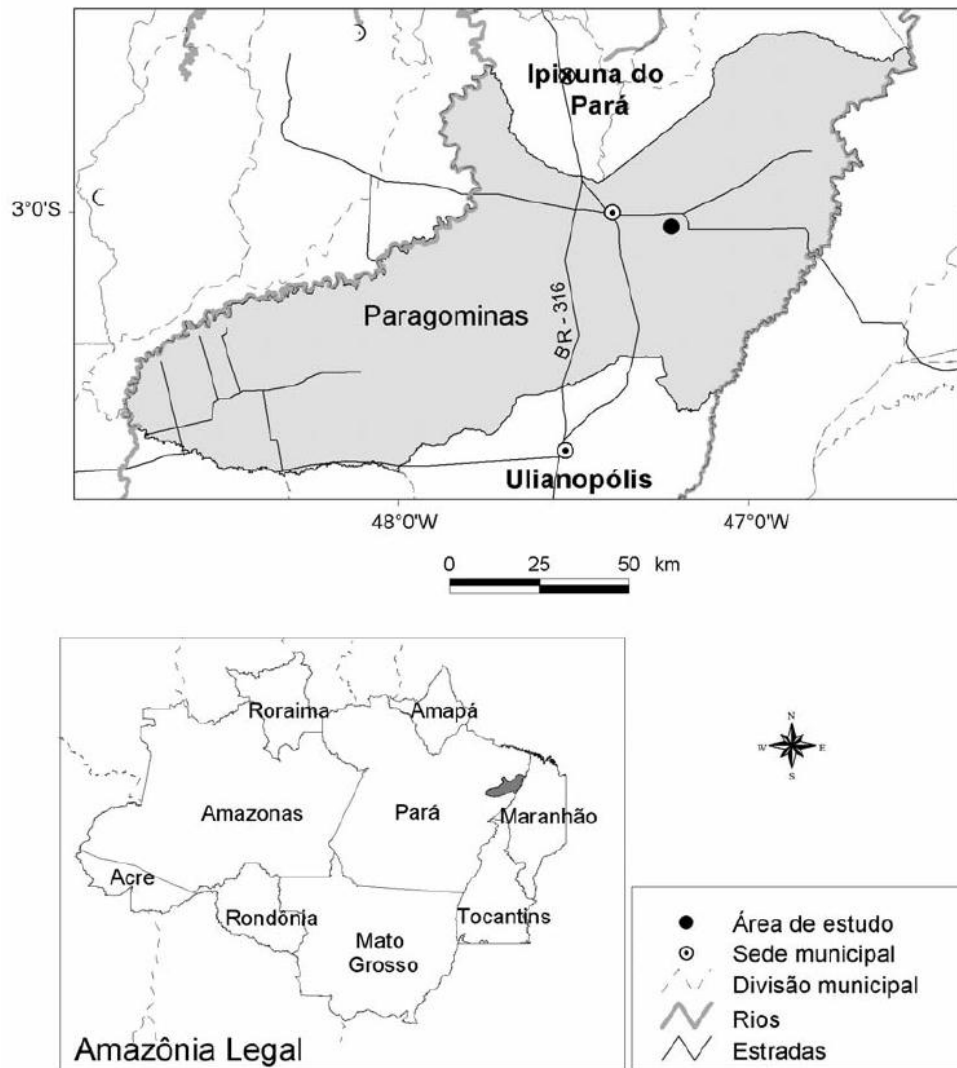 Ipixuna do
Pará
3°0'S
Paragominas
BR - 316
Ulianopólis
48°0'W
47°0'W
0 25 50 km
Roraima
Amapá
Amazonas
Pará
Maranhão
Acre
Rondônia
Tocantins
Mato
Grosso
Amazônia Legal
N
W E
S
Área de estudo
Sede municipal
Divisão municipal
Rios
Estradas